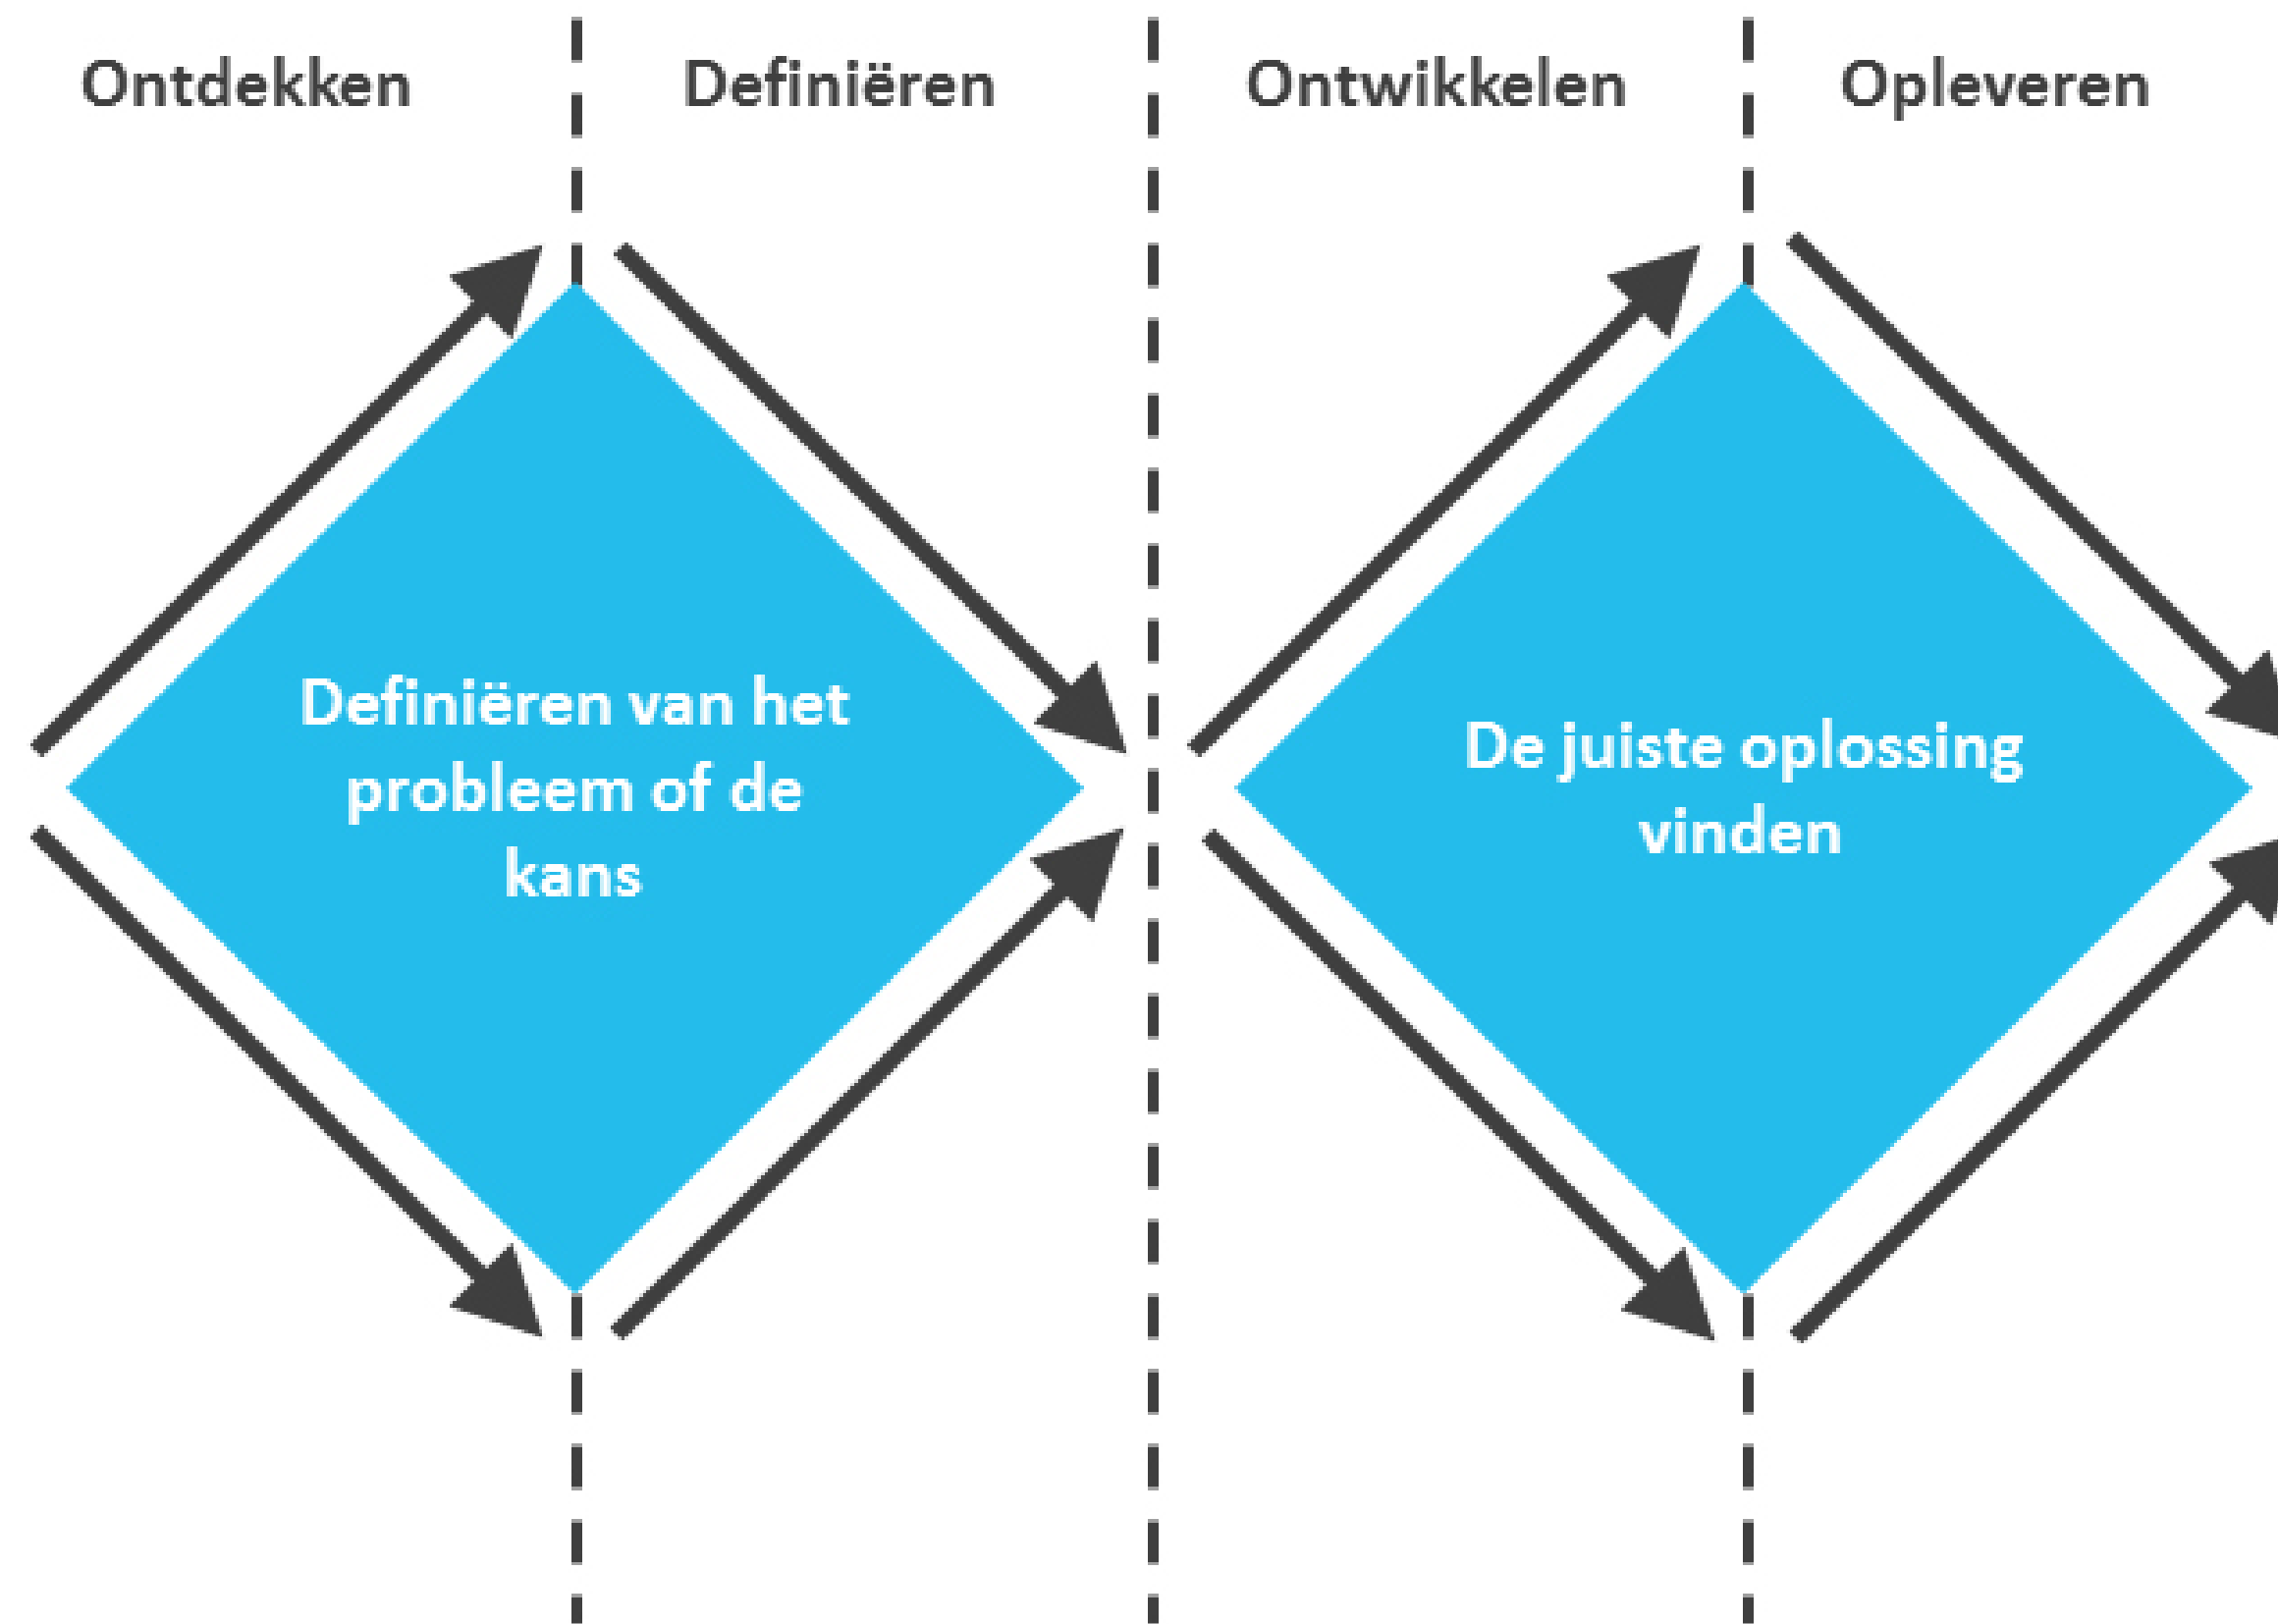 Ontdekken
Definiëren
Ontwikkelen
Opleveren
Definiëren van het
probleem of de
kans
De juiste oplossing
vinden